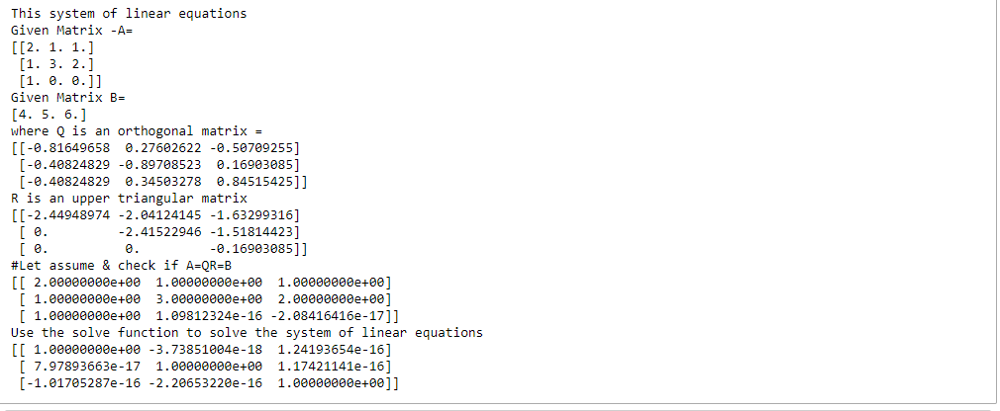 This system of linear equations
Given Matrix -A=
[[2. 1. 1.]
 [1. 3. 2.]
 [1. 0. 0.]]
Given Matrix B=
[4. 5. 6.]
where Q is an orthogonal matrix =
[[-0.81649658  0.27602622 -0.50709255]
 [-0.40824829 -0.89708523  0.16903085]
 [-0.40824829  0.34503278  0.84515425]]
R is an upper triangular matrix
[[-2.44948974 -2.04124145 -1.63299316]
 [ 0.         -2.41522946 -1.51814423]
 [ 0.          0.         -0.16903085]]
#Let assume & check if A=QR=B
[[ 2.00000000e+00  1.00000000e+00  1.00000000e+00]
 [ 1.00000000e+00  3.00000000e+00  2.00000000e+00]
 [ 1.00000000e+00  1.09812324e-16 -2.08416416e-17]]
Use the solve function to solve the system of linear equations
[[ 1.00000000e+00 -3.73851004e-18  1.24193654e-16]
 [ 7.97893663e-17  1.00000000e+00  1.17421141e-16]
 [-1.01705287e-16 -2.20653220e-16  1.00000000e+00]]